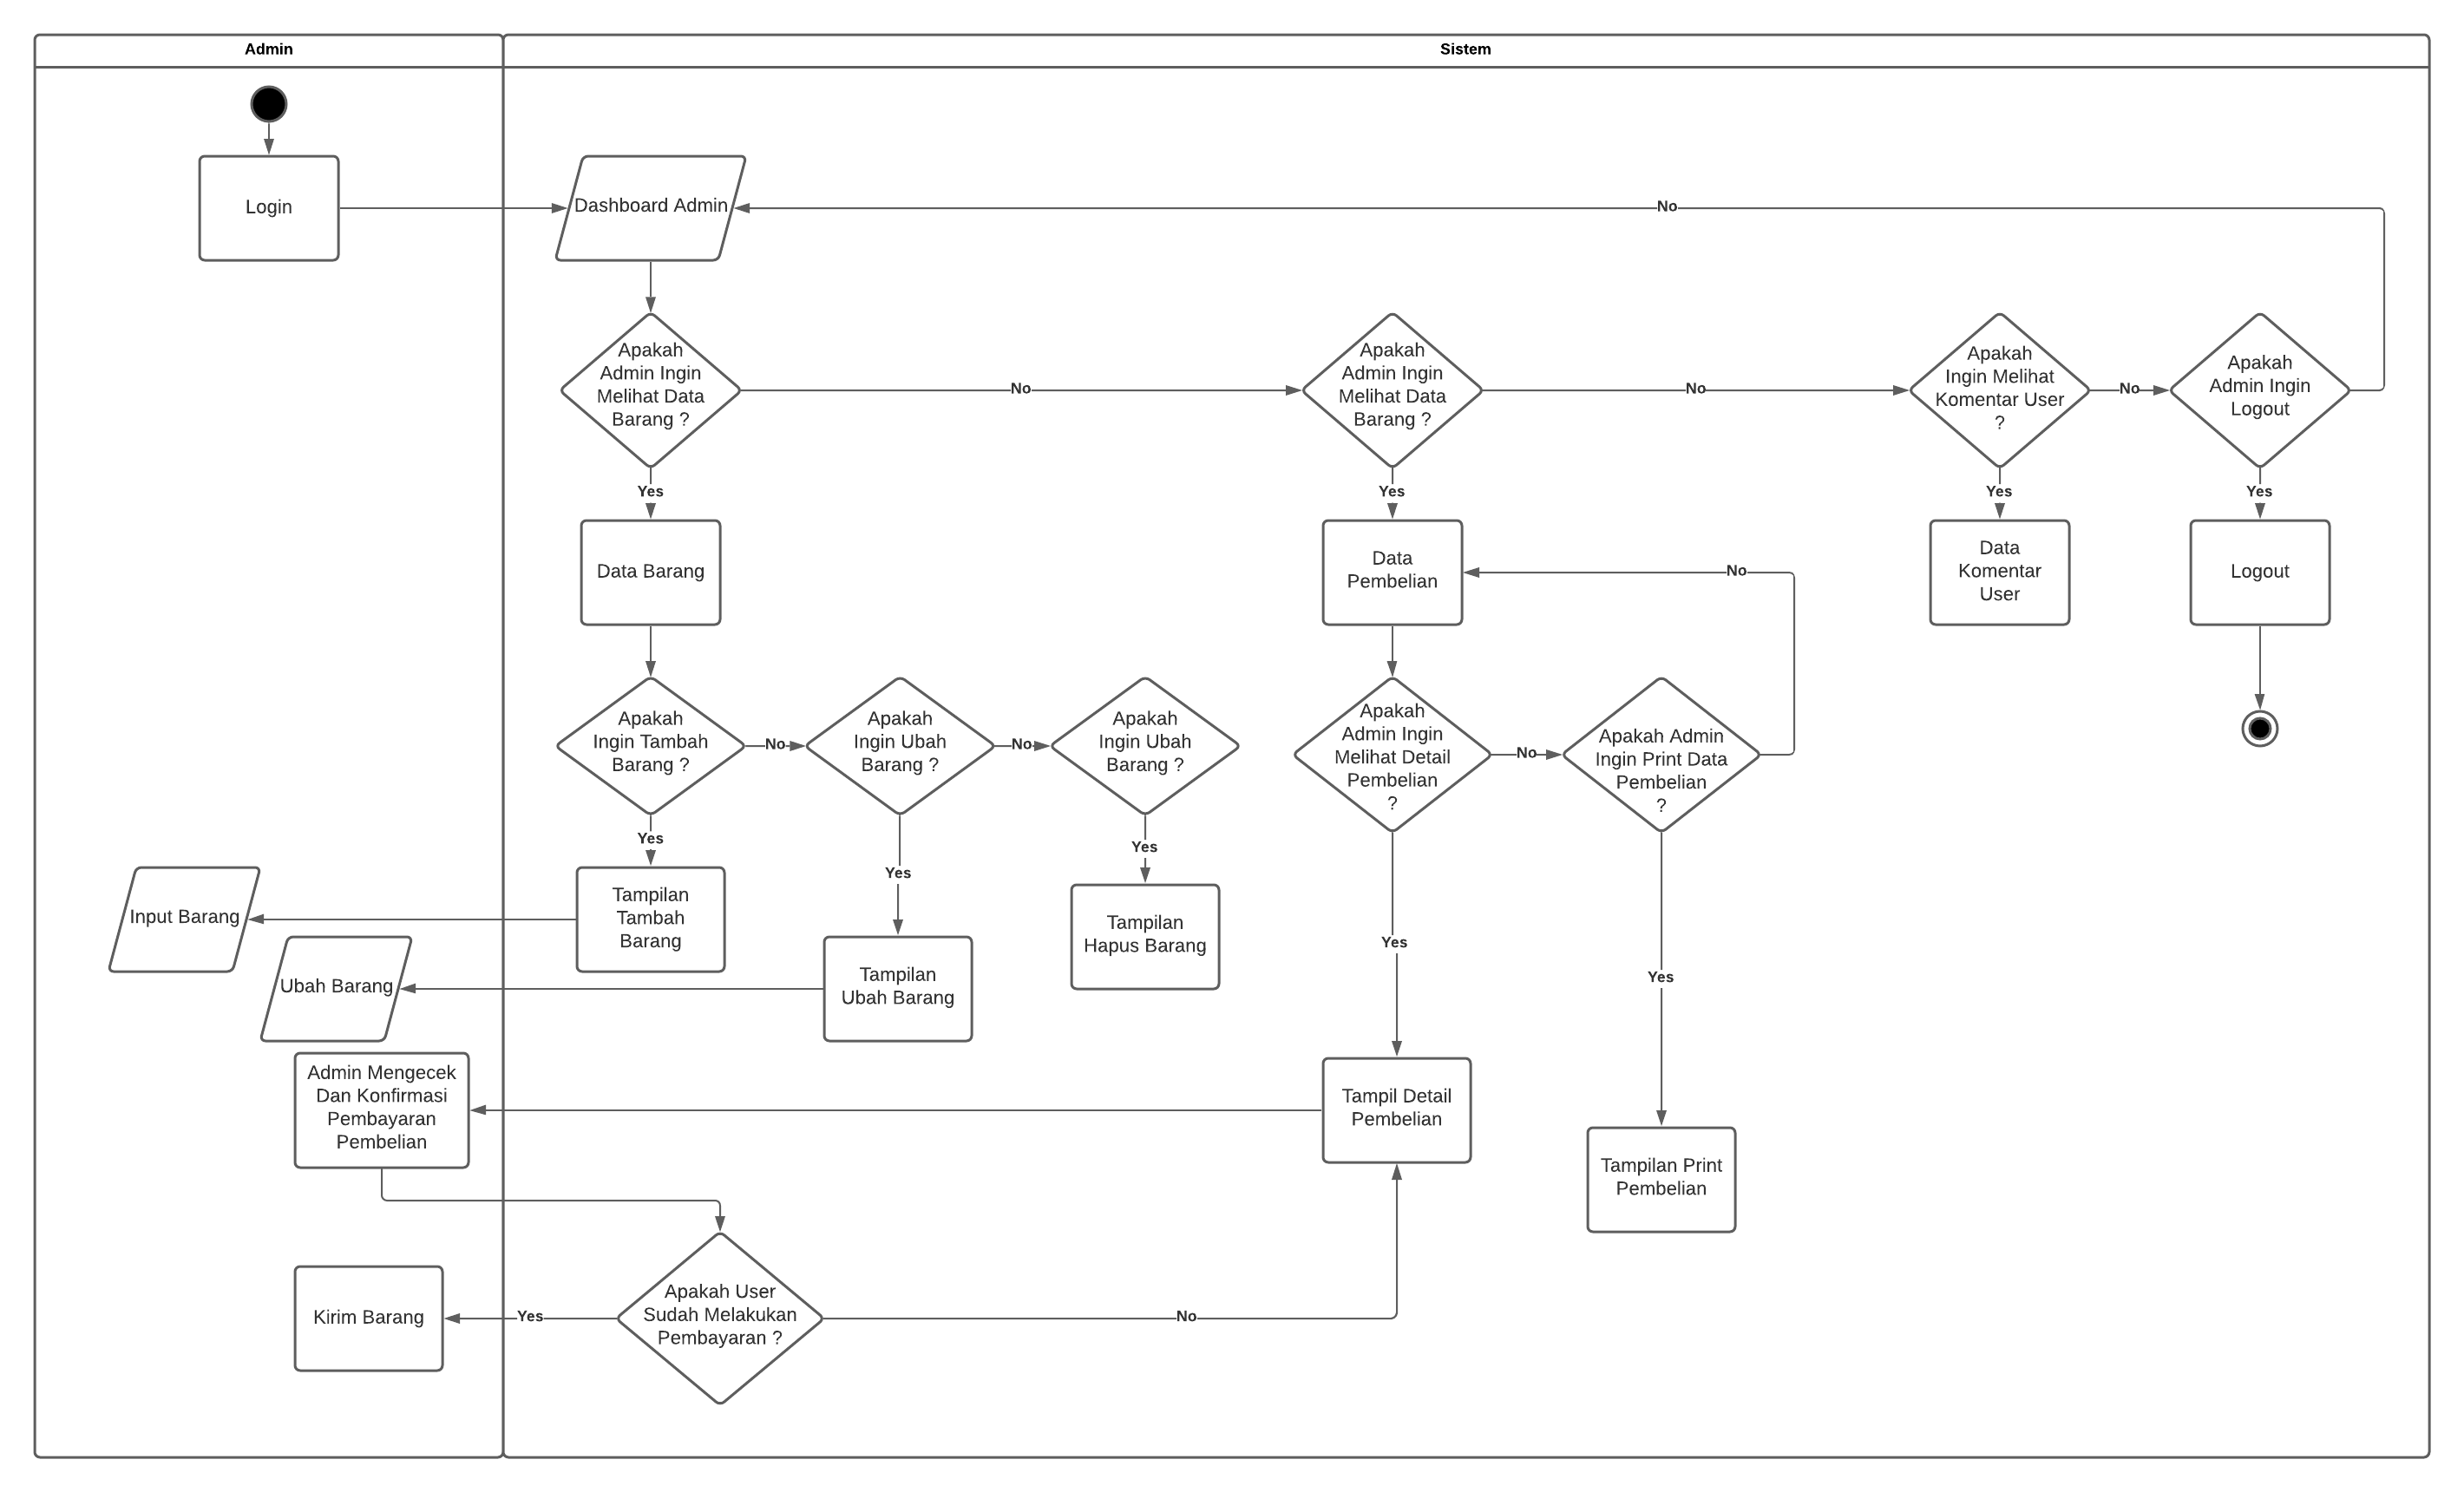 Admin
Sistem
Login
Dashboard Admin
No
Apakah
Admin Ingin
Melihat Data
Barang ?
No
Apakah
Admin Ingin
Melihat Data
Barang ?
No
Apakah
Ingin Melihat
Komentar User
?
No
Apakah
Admin Ingin
Logout
Yes
Yes
Yes
Yes
Data Barang
Data
Pembelian
No
Data
Komentar
User
Logout
Apakah
Ingin Tambah
Barang ?
No
Apakah
Ingin Ubah
Barang ?
No
Apakah
Ingin Ubah
Barang ?
Apakah
Admin Ingin
Melihat Detail
Pembelian
?
No
Apakah Admin
Ingin Print Data
Pembelian
?
Yes
Yes
Yes
Input Barang
Tampilan
Tambah
Barang
Tampilan
Hapus Barang
Yes
Yes
Ubah Barang
Tampilan
Ubah Barang
Admin Mengecek
Dan Konfirmasi
Pembayaran
Pembelian
Tampil Detail
Pembelian
Tampilan Print
Pembelian
Kirim Barang
Yes
Apakah User
Sudah Melakukan
Pembayaran ?
No